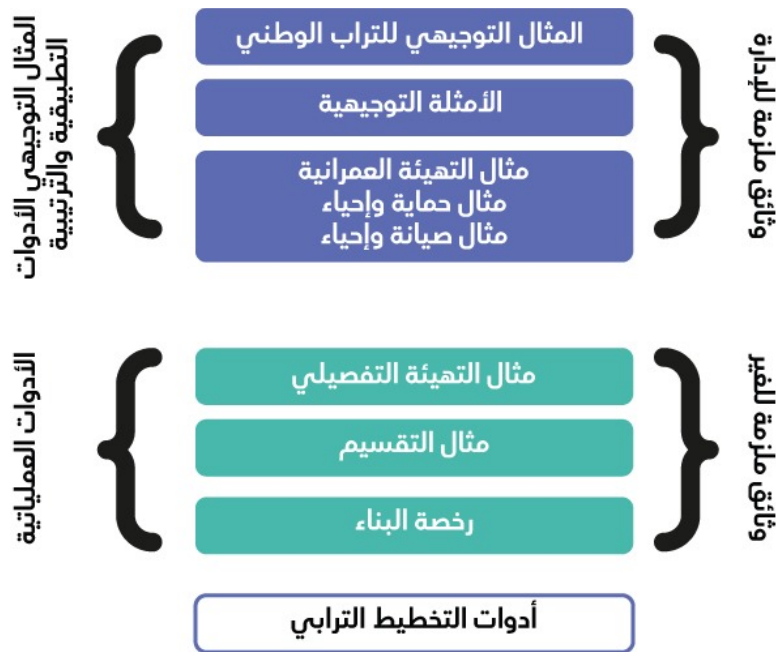 وثائق ملزمة للإدارة
المثال التوجيهي للتراب الوطني
الأمثلة التوجيهية
مثال التهيئة العمرانية
مثال حماية وإحياء
مثال صيانة وإحياء
المثال التوجيهي الأدوات
التطبيقية والترتيبية
وثائق ملزمة للغير
مثال التهيئة التفصيلي
مثال التقسيم
رخصة البناء
الأدوات العملياتية
أدوات التخطيط الترابي